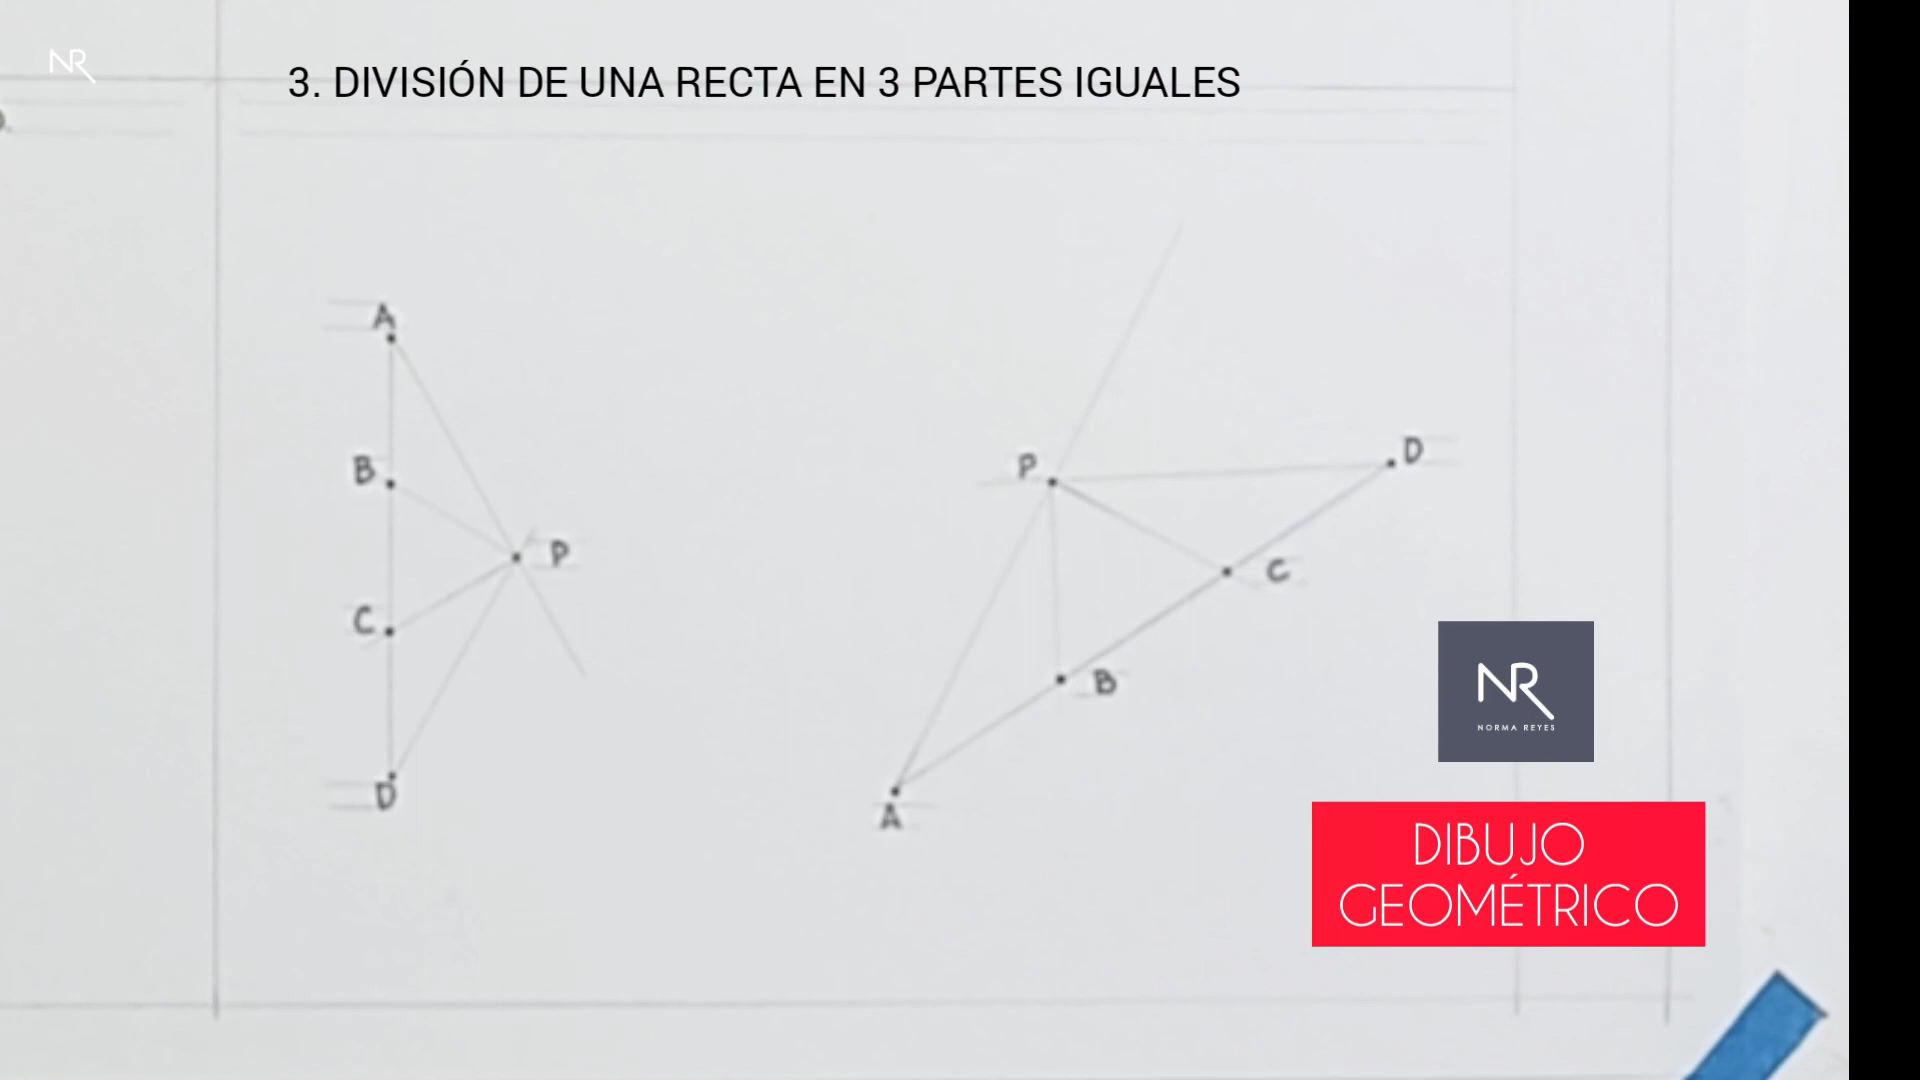 NR
3. DIVISIÓN DE UNA RECTA EN 3 PARTES IGUALES
A
B
P
C
D
P
D
C
B
A
NR
NORMA REYES
DIBUJO
GEOMÉTRICO